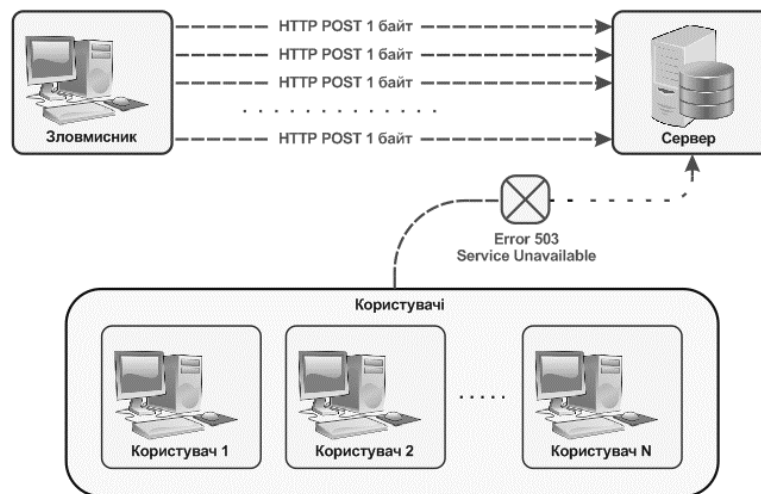 HTTP POST 1 байт
HTTP POST 1 байт
HTTP POST 1 байт
. . . . . . . . . . . . .
HTTP POST 1 байт
Зловмисник
Сервер
Error 503
Service Unavailable
Користувачі
.....
Користувач 1
Користувач 2
Користувач N